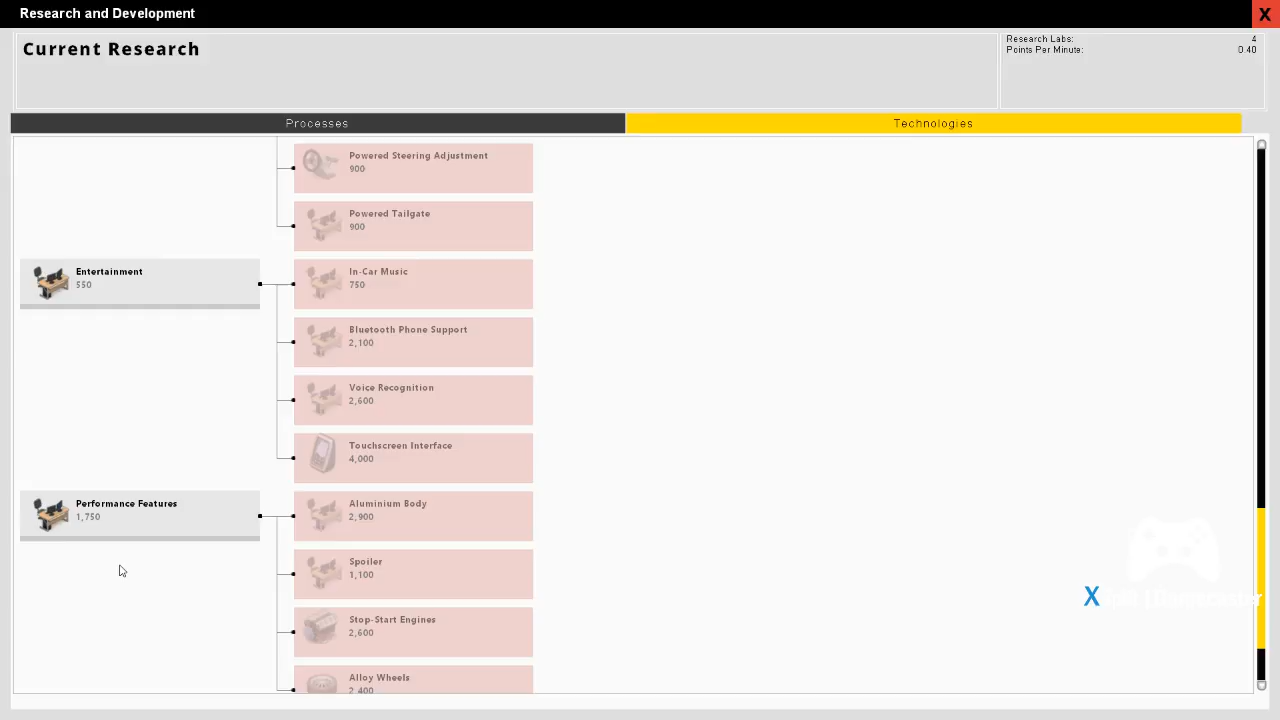 Research and Development
X
Current Research
Research Labs: 4
Points Per Minute: 0.40
Processes
Technologies
Powered Steering Adjustment
900
Powered Tailgate
900
Entertainment
550
In-Car Music
750
Bluetooth Phone Support
2,100
Voice Recognition
2,600
Touchscreen Interface
4,000
Performance Features
1,750
Aluminium Body
2,900
Spoiler
1,100
Stop-Start Engines
2,600
Alloy Wheels
2,400